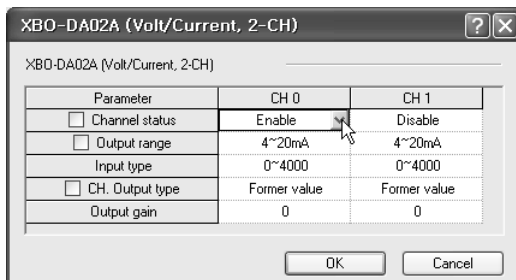 XBO-DA02A (Volt/Current, 2-CH)
XBO-DA02A (Volt/Current, 2-CH)
Parameter CH 0 CH 1
Channel status Enable Disable
Output range 4~20mA 4~20mA
Input type 0~4000 0~4000
CH. Output type Former value Former value
Output gain 0 0
OK Cancel